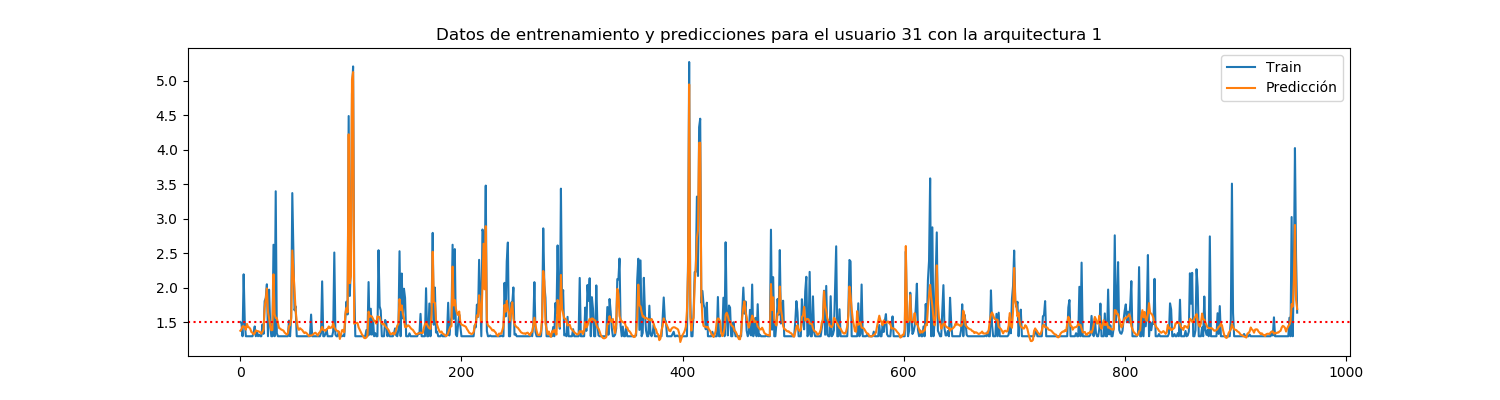 Datos de entrenamiento y predicciones para el usuario 31 con la arquitectura 1
Train
Predicción
5.0
4.5
4.0
3.5
3.0
2.5
2.0
1.5
0 200 400 600 800 1000